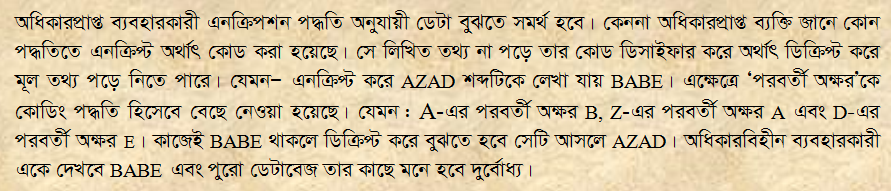 অধিকারপ্রাপ্ত ব্যবহারকারী এনক্রিপশন পদ্ধতি অনুযায়ী ডেটা বুঝতে সমর্থ হবে। কেননা অধিকারপ্রাপ্ত ব্যক্তি জানে কোন
পদ্ধতিতে এনক্রিপ্ট অর্থাৎ কোড করা হয়েছে। সে লিখিত তথ্য না পড়ে তার কোড ডিসাইফার করে অর্থাৎ ডিক্রিপ্ট করে
মূল তথ্য পড়ে নিতে পারে। যেমন– এনক্রিপ্ট করে AZAD শব্দটিকে লেখা যায় BABE। এক্ষেত্রে ‘পরবর্তী অক্ষর’কে
কোডিং পদ্ধতি হিসেবে বেছে নেওয়া হয়েছে। যেমন : A-এর পরবর্তী অক্ষর B, Z-এর পরবর্তী অক্ষর A এবং D-এর
পরবর্তী অক্ষর E। কাজেই BABE থাকলে ডিক্রিপ্ট করে বুঝতে হবে সেটি আসলে AZAD। অধিকারবিহীন ব্যবহারকারী
একে দেখবে BABE এবং পুরো ডেটাবেজ তার কাছে মনে হবে দুর্বোধ্য।